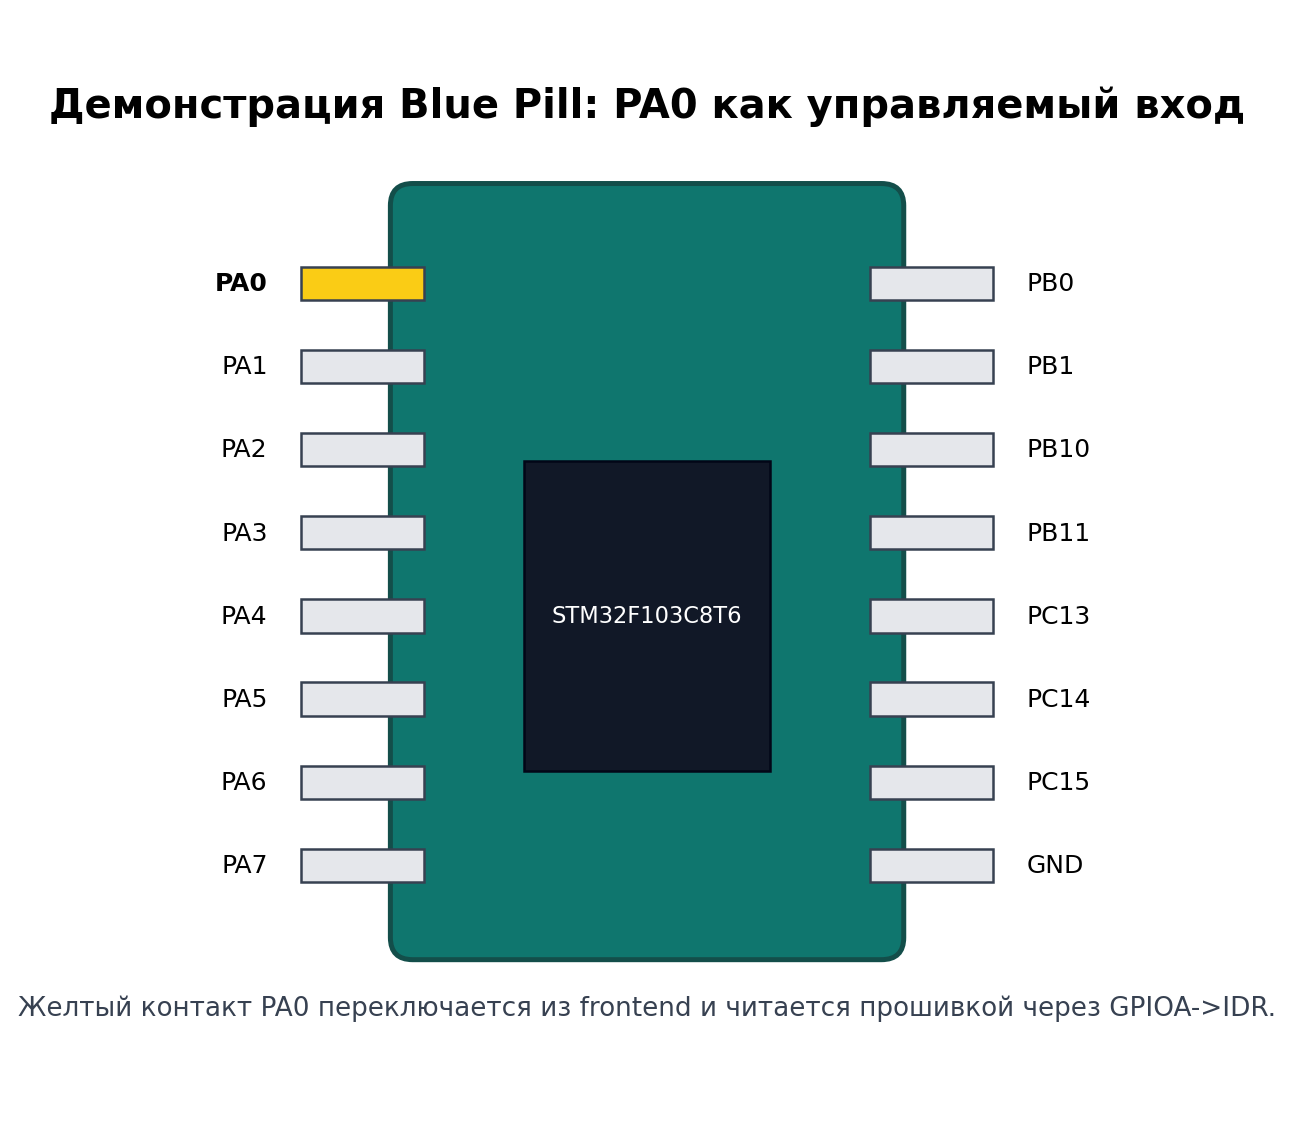 Демонстрация Blue Pill: PA0 как управляемый вход
PA0
PB0
PA1
PB1
PA2
PB10
PA3
PB11
PA4
STM32F103C8T6
PC13
PA5
PC14
PA6
PC15
PA7
GND
Желтый контакт PA0 переключается из frontend и читается прошивкой через GPIOA->IDR.